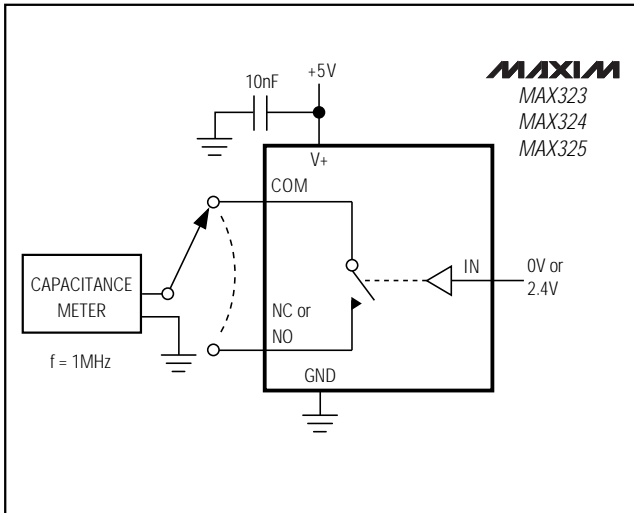 +5V
10nF
MAXIM
MAX323
MAX324
MAX325
V+
COM
CAPACITANCE
METER
f = 1MHz
NC or
NO
IN
0V or
2.4V
GND